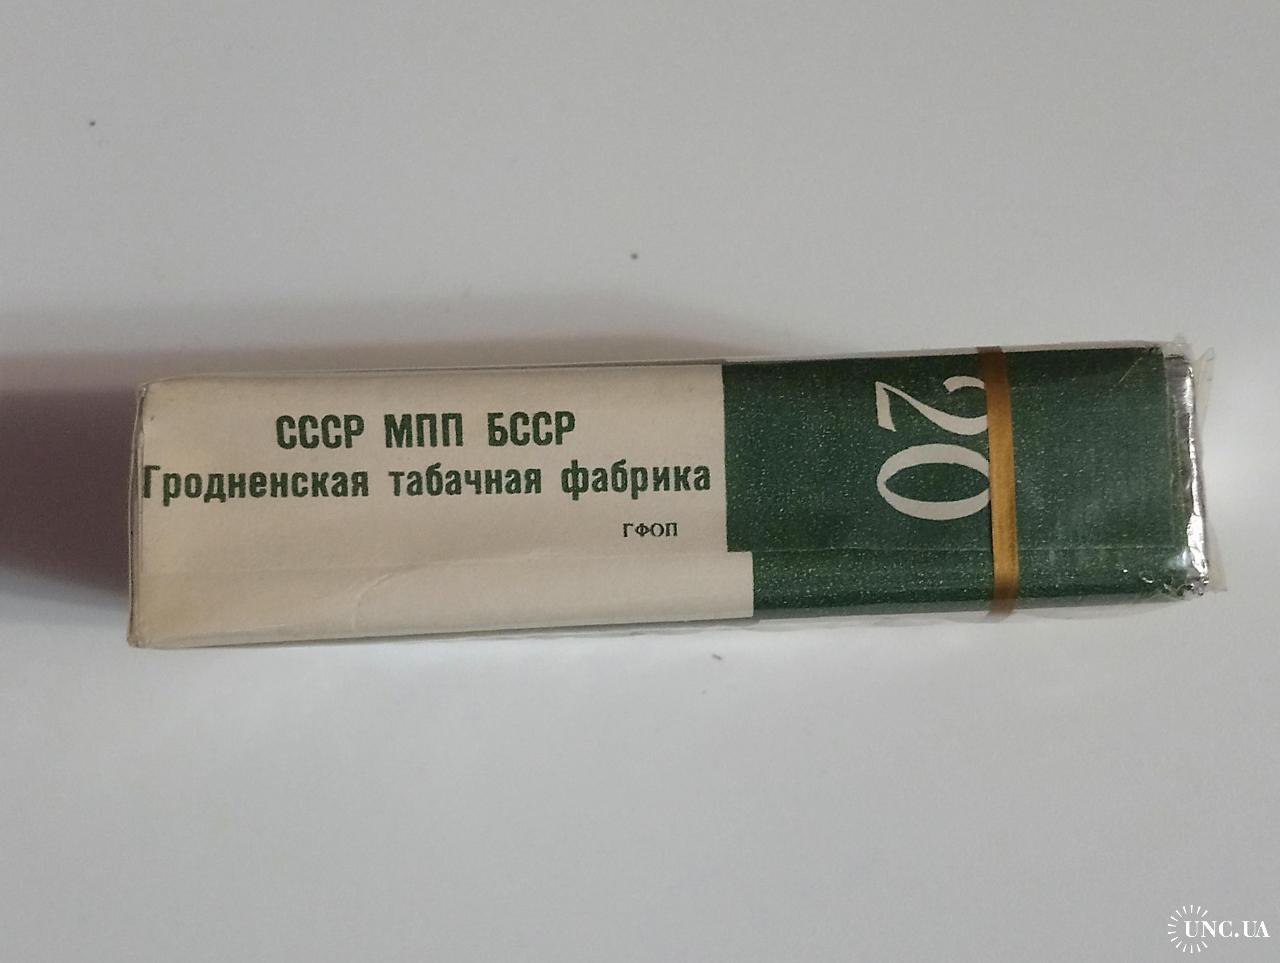 СССР МПП БССР
Гродненская табачная фабрика
ГФОП
20
UNC.UA